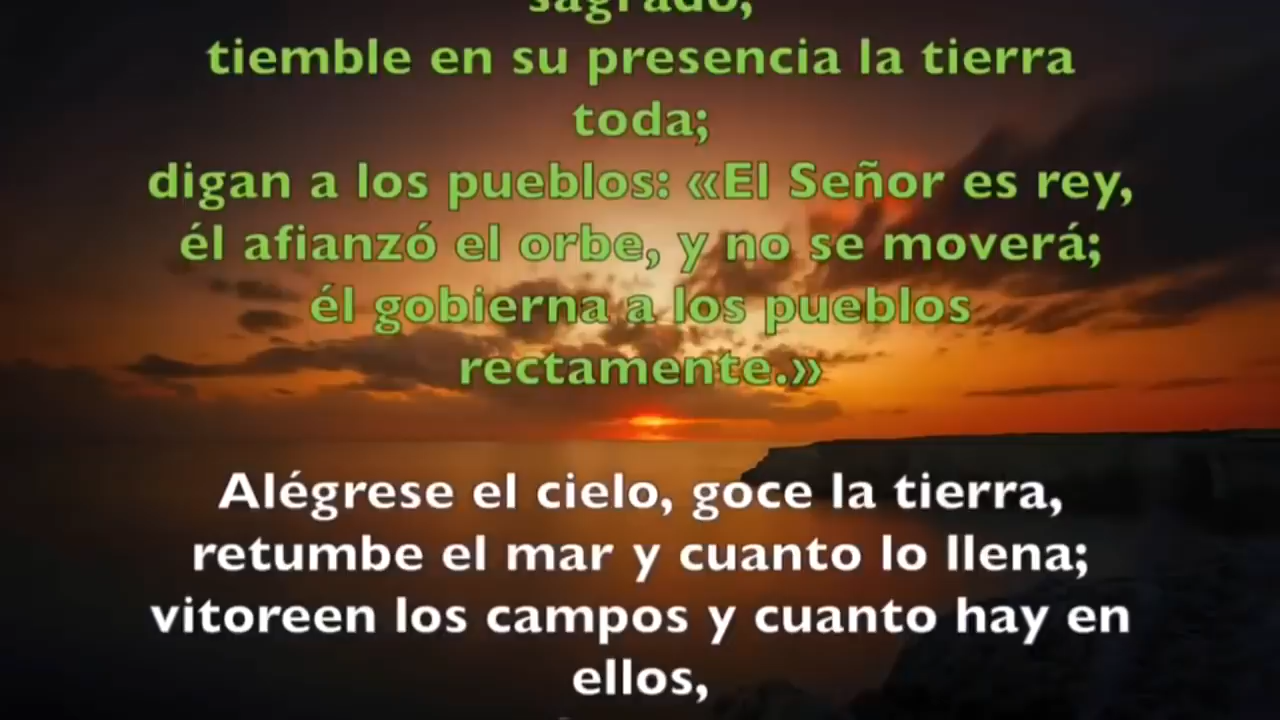 sagrado,
tiemble en su presencia la tierra
toda;
digan a los pueblos: «El Señor es rey,
él afianzó el orbe, y no se moverá;
él gobierna a los pueblos
rectamente.»
Alégrese el cielo, goce la tierra,
retumbe el mar y cuanto lo llena;
vitoreen los campos y cuanto hay en
ellos,